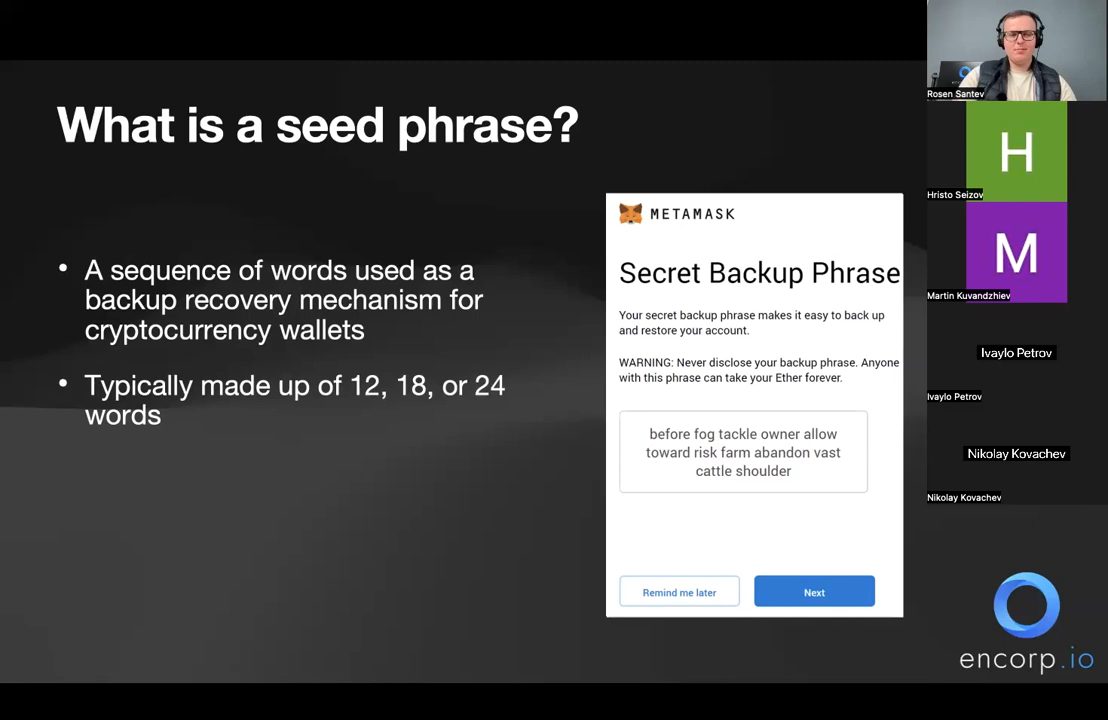 What is a seed phrase?
• A sequence of words used as a
backup recovery mechanism for
cryptocurrency wallets
• Typically made up of 12, 18, or 24
words
METAMASK
Secret Backup Phrase
Your secret backup phrase makes it easy to back up
and restore your account.
WARNING: Never disclose your backup phrase. Anyone
with this phrase can take your Ether forever.
before fog tackle owner allow
toward risk farm abandon vast
cattle shoulder
Remind me later
Next
Rosen Santev
H
Hristo Seizov
M
Martin Kuvandzhiev
Ivaylo Petrov
Ivaylo Petrov
Nikolay Kovachev
Nikolay Kovachev
encorp.io